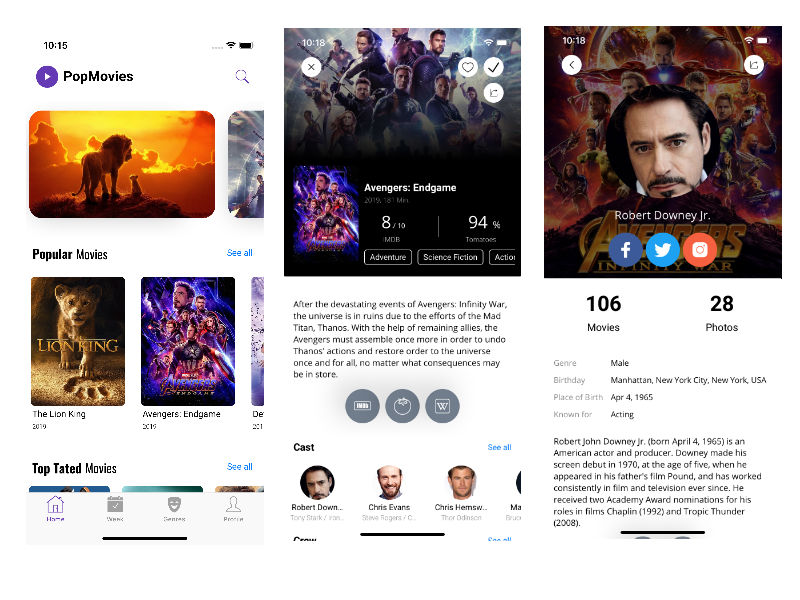 10:15
PopMovies
Popular Movies
See all
LION KING
AVENGERS
ENDGAME
The Lion King
2019
Avengers: Endgame
2019
Top Tated Movies
See all
Home
Week
Genres
Profile
10:18
AVENGERS
Avengers: Endgame
2019, 181 Min.
8 / 10
IMDB
94 %
Tomatoes
Adventure
Science Fiction
After the devastating events of Avengers: Infinity War,
the universe is in ruins due to the efforts of the Mad
Titan, Thanos. With the help of remaining allies, the
Avengers must assemble once more in order to undo
Thanos' actions and restore order to the universe
once and for all, no matter what consequences may
be in store.
IMDb
W
Cast
See all
Robert Down...
Tony Stark / Iron...
Chris Evans
Steve Rogers / C...
Chris Hemsw...
Thor Odinson
10:18
Robert Downey Jr.
AVENGERS
INFINITY WAR
106
Movies
28
Photos
Genre Male
Birthday Manhattan, New York City, New York, USA
Place of Birth Apr 4, 1965
Known for Acting
Robert John Downey Jr. (born April 4, 1965) is an
American actor and producer. Downey made his
screen debut in 1970, at the age of five, when he
appeared in his father's film Pound, and has worked
consistently in film and television ever since. He
received two Academy Award nominations for his
roles in films Chaplin (1992) and Tropic Thunder
(2008).